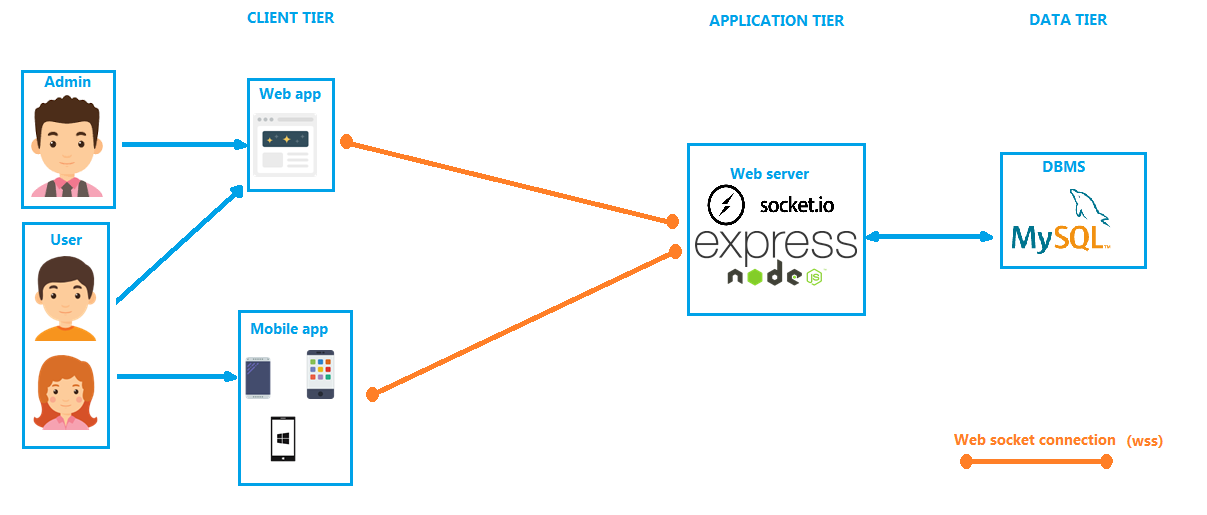 CLIENT TIER
APPLICATION TIER
DATA TIER
Admin
Web app
User
Mobile app
Web server
socket.io
express
node
JS
DBMS
MySQL™
Web socket connection (wss)